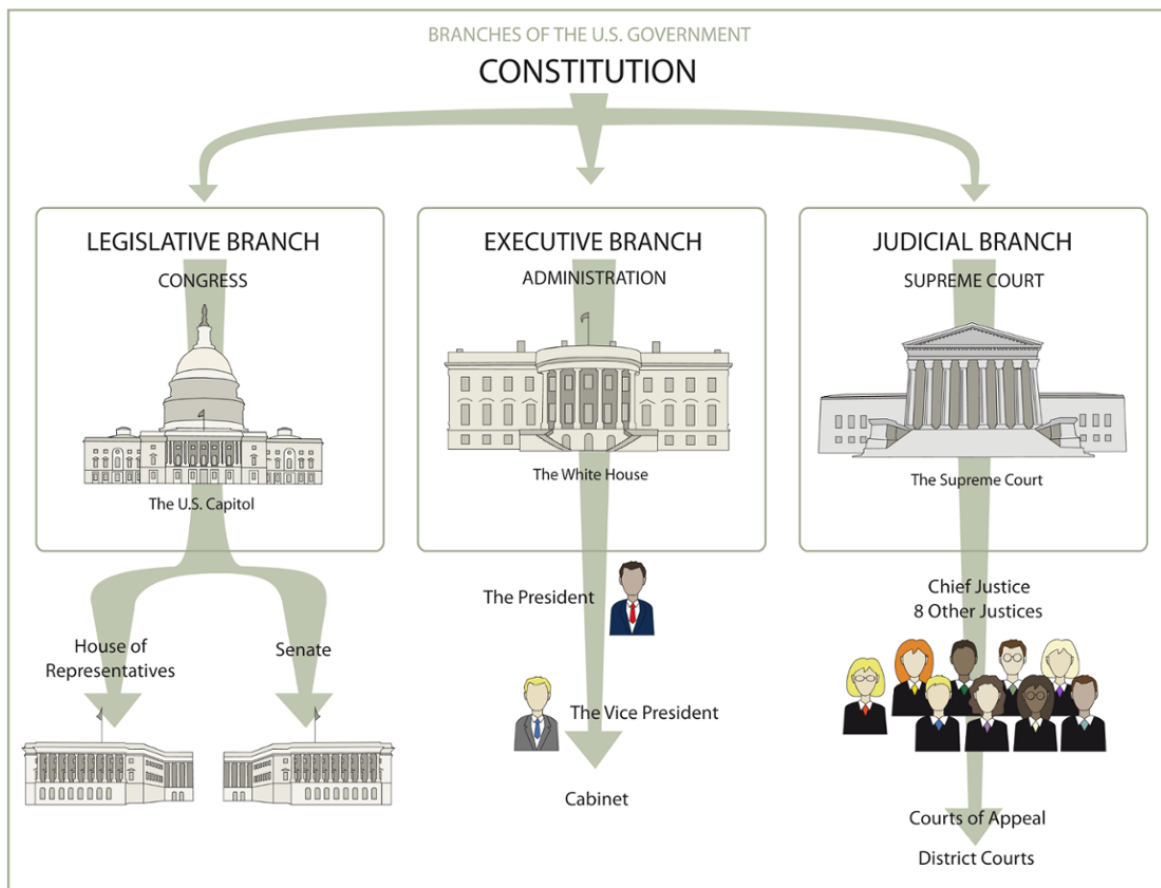 BRANCHES OF THE U.S. GOVERNMENT
CONSTITUTION
LEGISLATIVE BRANCH
CONGRESS
The U.S. Capitol
House of
Representatives
Senate
EXECUTIVE BRANCH
ADMINISTRATION
The White House
The President
The Vice President
Cabinet
JUDICIAL BRANCH
SUPREME COURT
The Supreme Court
Chief Justice
8 Other Justices
Courts of Appeal
District Courts